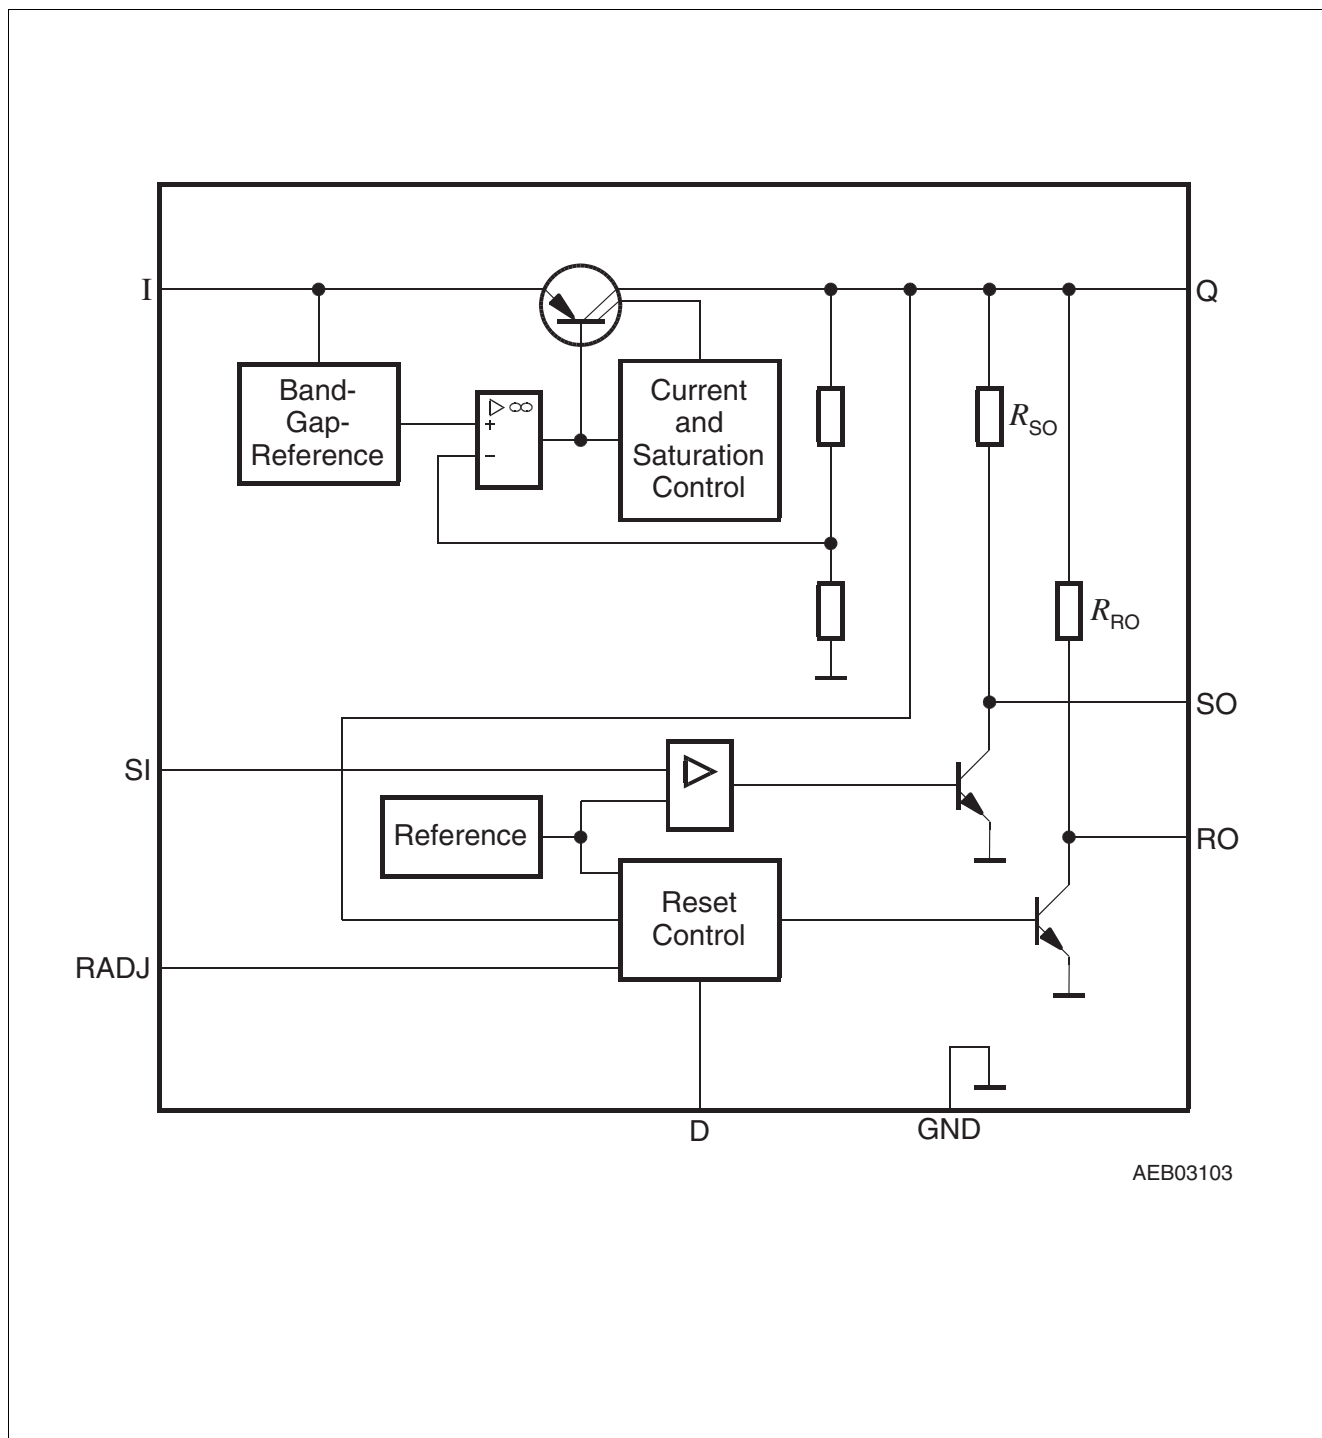 I
Q
Band-
Gap-
Reference
▷ ∞
+
−
Current
and
Saturation
Control
RSO
RRO
SO
SI
Reference
RO
Reset
Control
RADJ
D
GND
AEB03103